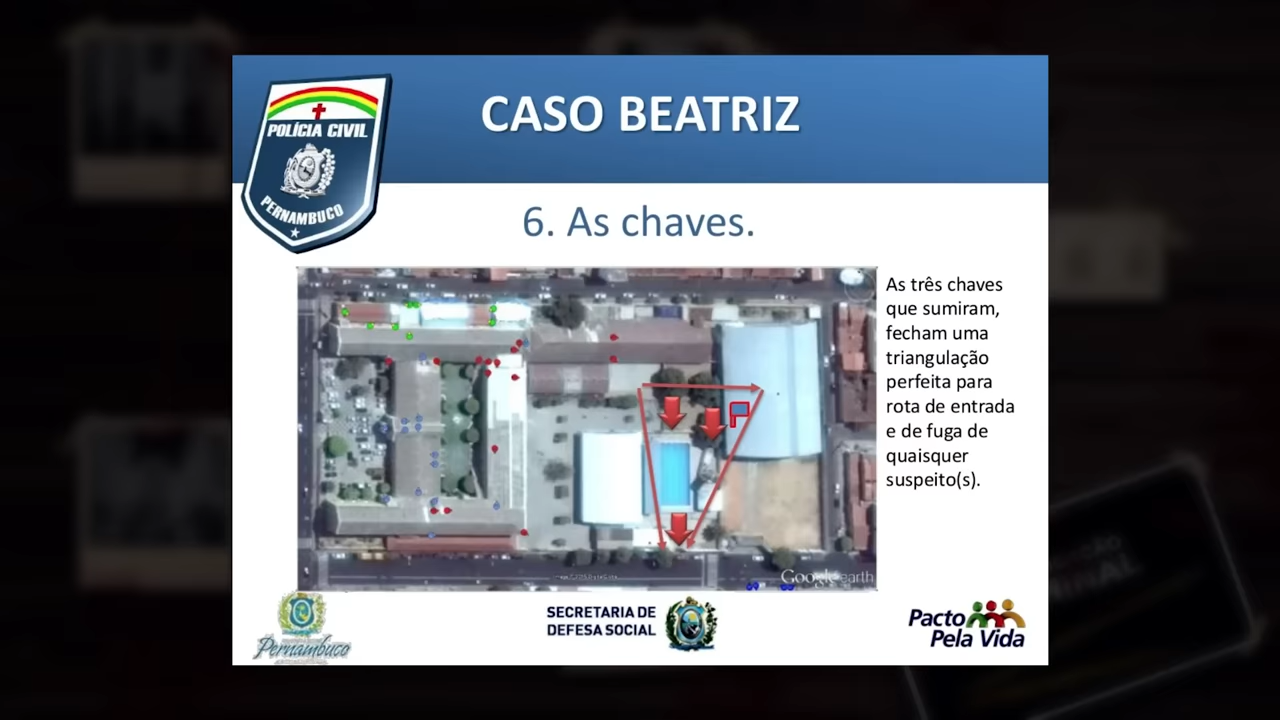 CASO BEATRIZ
POLÍCIA CIVIL
PERNAMBUCO
6. As chaves.
As três chaves
que sumiram,
fecham uma
triangulação
perfeita para
rota de entrada
e de fuga de
quaisquer
suspeito(s).
Google earth
Pernambuco
SECRETARIA DE
DEFESA SOCIAL
Pacto
Pela Vida